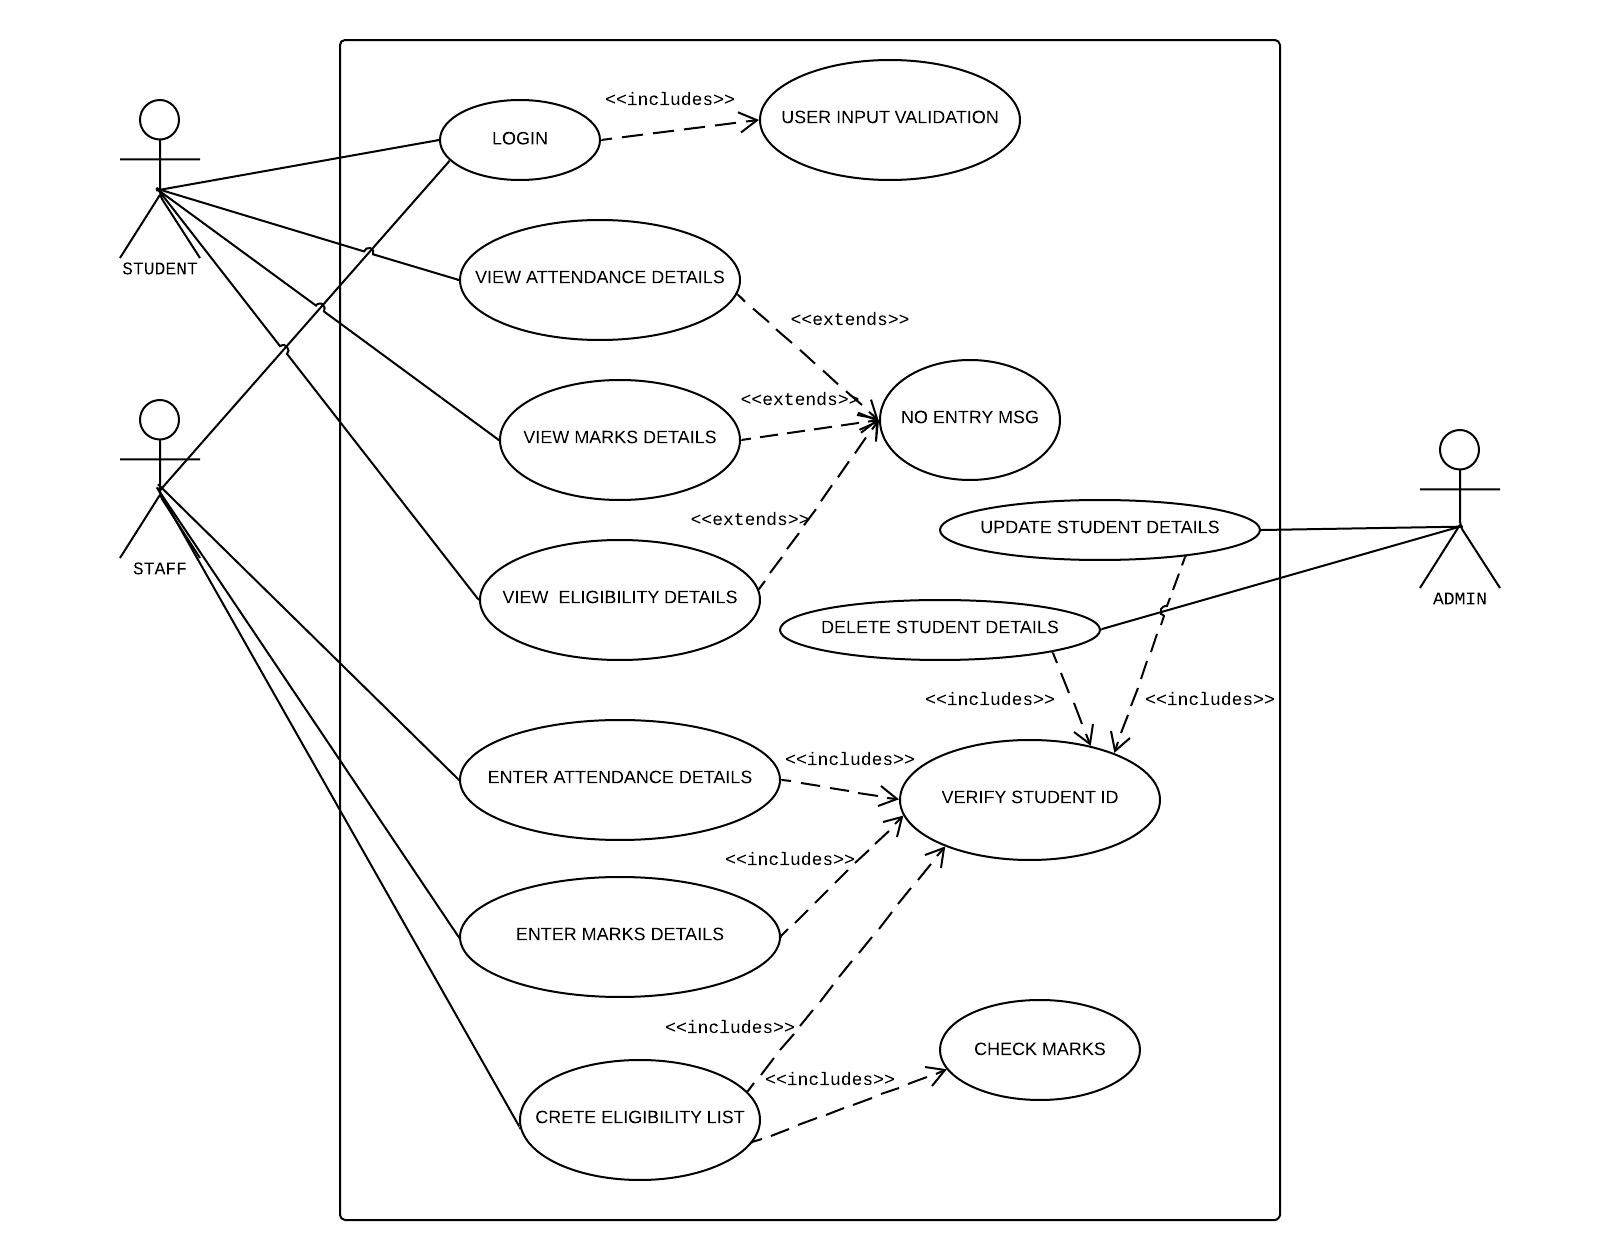 <<includes>>
USER INPUT VALIDATION
LOGIN
STUDENT
VIEW ATTENDANCE DETAILS
<<extends>>
<<extends>>
NO ENTRY MSG
VIEW MARKS DETAILS
<<extends>>
UPDATE STUDENT DETAILS
STAFF
VIEW  ELIGIBILITY DETAILS
ADMIN
DELETE STUDENT DETAILS
<<includes>>
<<includes>>
<<includes>>
ENTER ATTENDANCE DETAILS
VERIFY STUDENT ID
<<includes>>
ENTER MARKS DETAILS
<<includes>>
CHECK MARKS
<<includes>>
CRETE ELIGIBILITY LIST